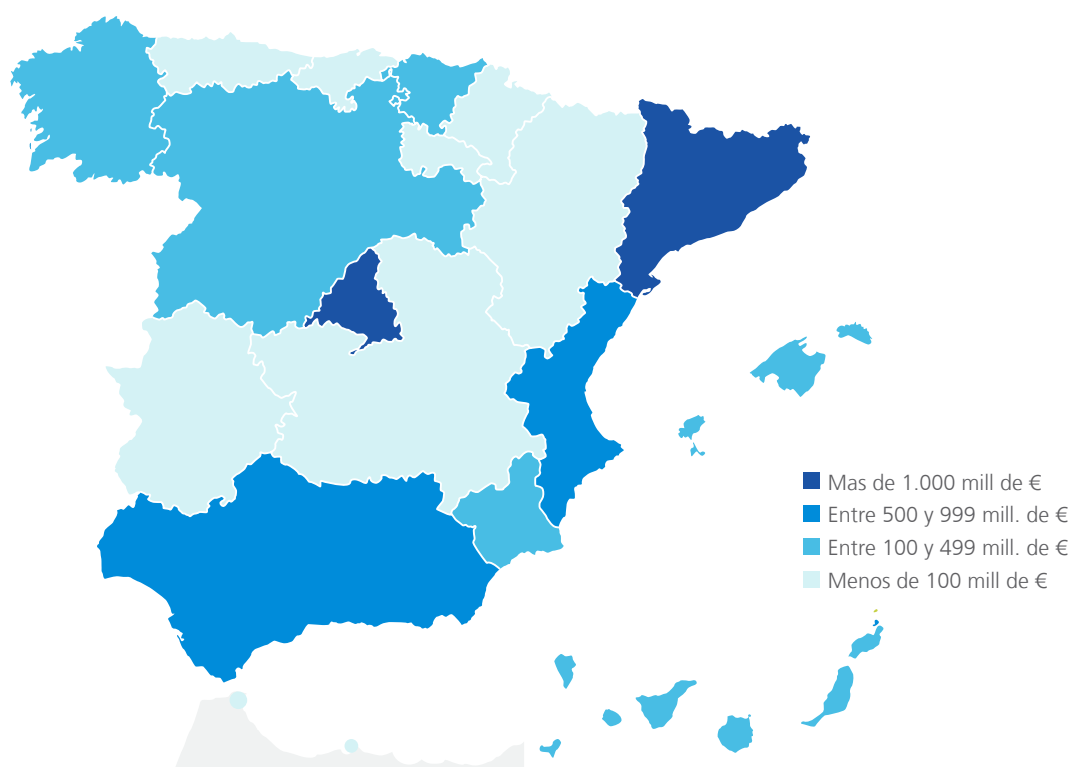 Mas de 1.000 mill de €
Entre 500 y 999 mill. de €
Entre 100 y 499 mill. de €
Menos de 100 mill de €